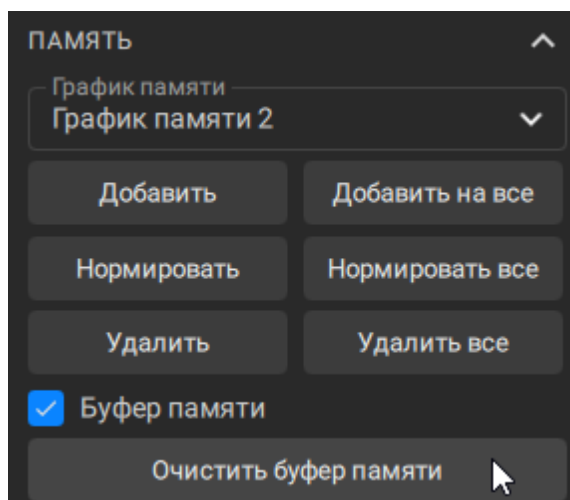 ПАМЯТЬ
График памяти
График памяти 2
Добавить
Добавить на все
Нормировать
Нормировать все
Удалить
Удалить все
Буфер памяти
Очистить буфер памяти